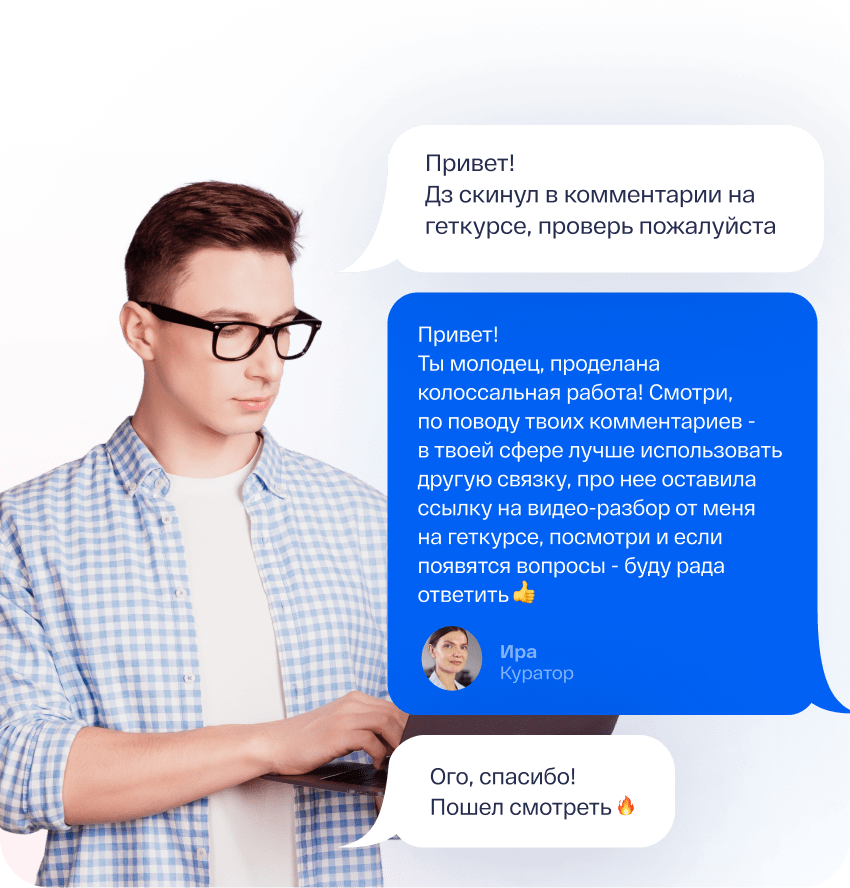 Привет!
Дз скинул в комментарии на
геткурсе, проверь пожалуйста
Привет!
Ты молодец, проделана
колоссальная работа! Смотри,
по поводу твоих комментариев -
в твоей сфере лучше использовать
другую связку, про нее оставила
ссылку на видео-разбор от меня
на геткурсе, посмотри и если
появятся вопросы - буду рада
ответить👍
Ира
Куратор
Ого, спасибо!
Пошел смотреть🔥